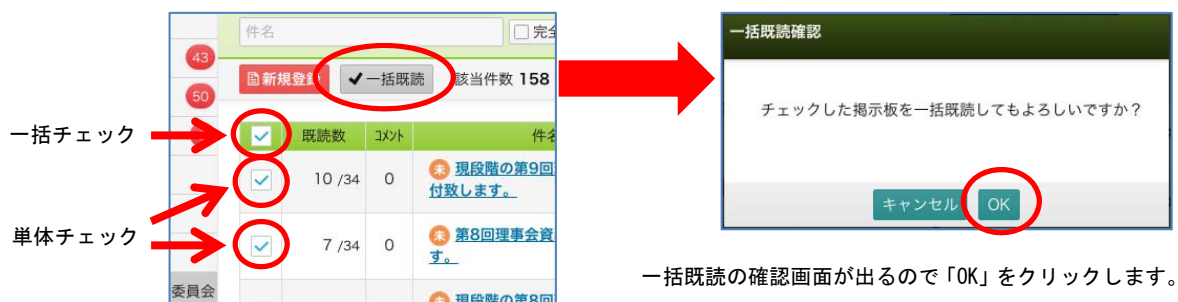 件名
完全
43
新規登録
一括既読
該当件数 158
50
一括チェック
既読数
コメント
件名
10 /34
0
未 現段階の第9回
付致します。
単体チェック
7 /34
0
未 第8回理事会資
す。
委員会
未 現段階の第8回
一括既読確認
チェックした掲示板を一括既読してもよろしいですか?
キャンセル
OK
一括既読の確認画面が出るので「OK」をクリックします。